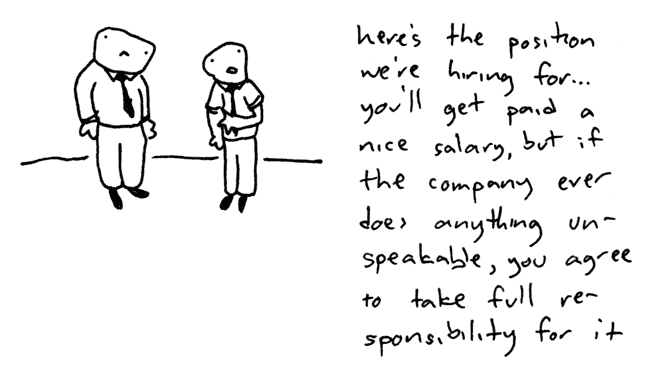 here's the position
we're hiring for...
you'll get paid a
nice salary, but if
the company ever
does anything un-
speakable, you agree
to take full re-
sponsibility for it